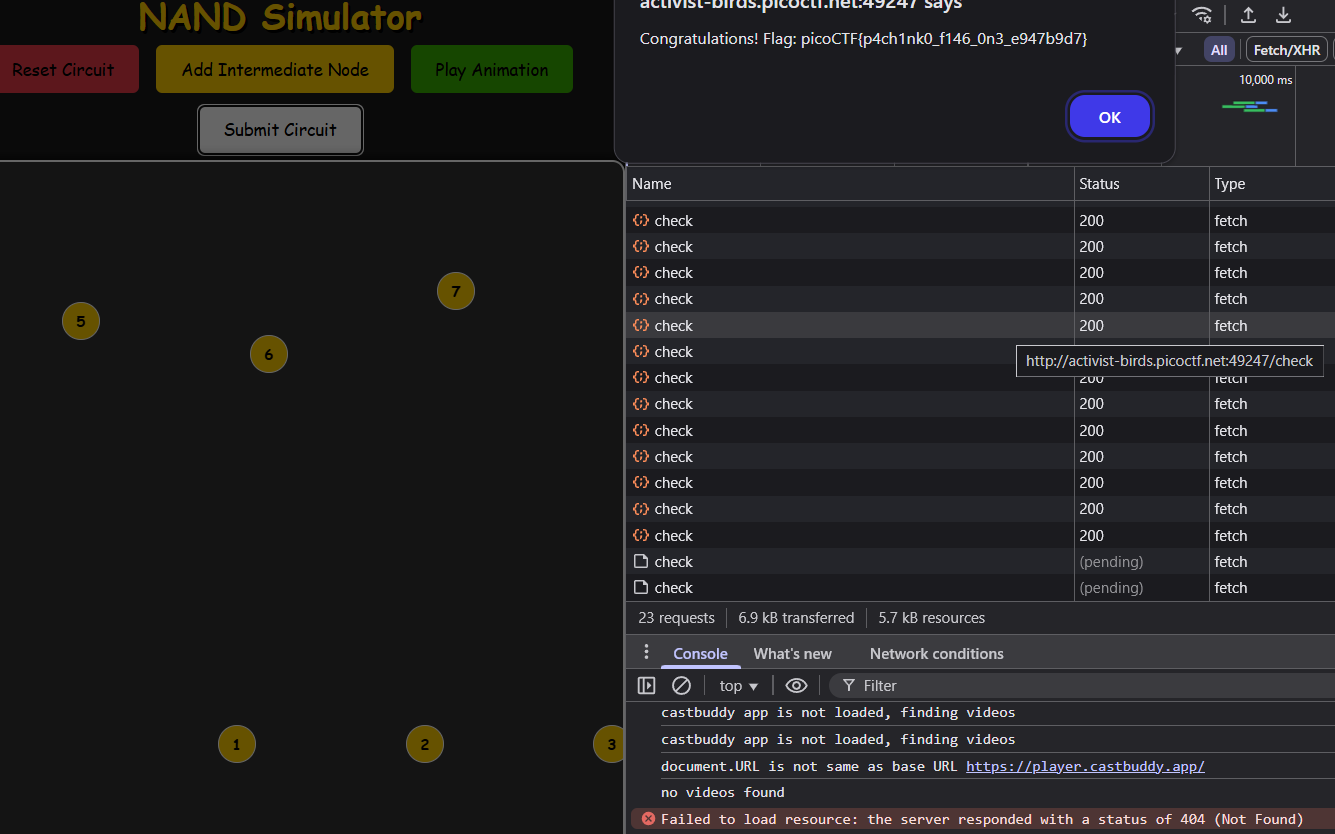 NAND Simulator
activist-birds.picoctf.net:49247 says
Congratulations! Flag: picoCTF{p4ch1nk0_f146_0n3_e947b9d7}
OK
Reset Circuit
Add Intermediate Node
Play Animation
Submit Circuit
All
Fetch/XHR
10,000 ms
5
6
7
1
2
3
Name Status Type
check 200 fetch
check 200 fetch
check 200 fetch
check 200 fetch
check 200 fetch
check
http://activist-birds.picoctf.net:49247/check
check 200 fetch
check 200 fetch
check 200 fetch
check 200 fetch
check 200 fetch
check 200 fetch
check 200 fetch
check (pending) fetch
check (pending) fetch
23 requests 6.9 kB transferred 5.7 kB resources
Console What's new Network conditions
top Filter
castbuddy app is not loaded, finding videos
castbuddy app is not loaded, finding videos
document.URL is not same as base URL https://player.castbuddy.app/
no videos found
Failed to load resource: the server responded with a status of 404 (Not Found)